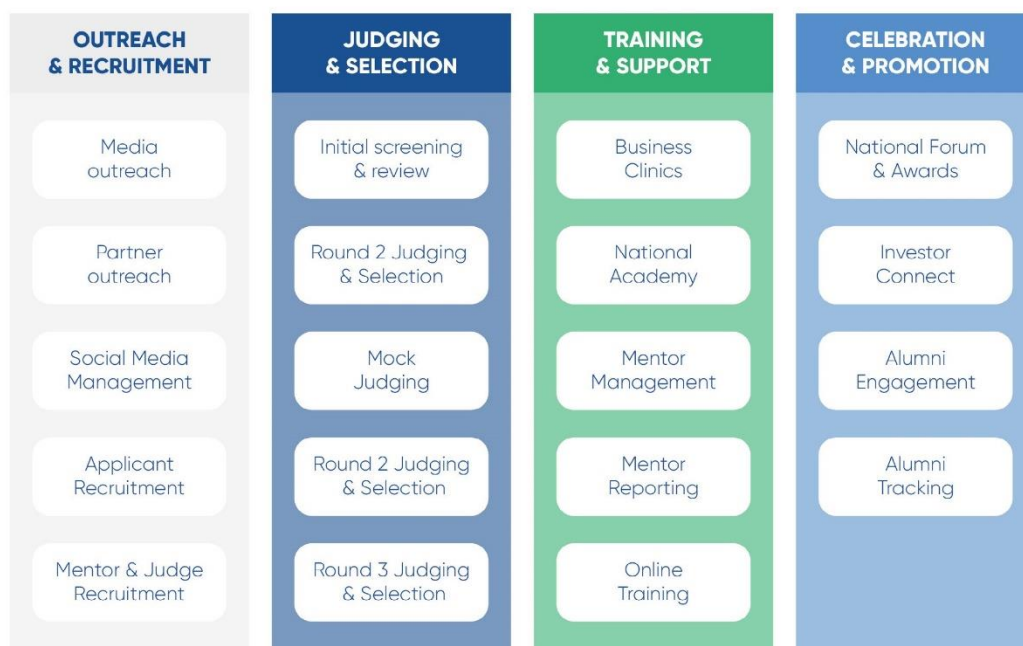 OUTREACH
& RECRUITMENT
Media
outreach
Partner
outreach
Social Media
Management
Applicant
Recruitment
Mentor & Judge
Recruitment
JUDGING
& SELECTION
Initial screening
& review
Round 2 Judging
& Selection
Mock
Judging
Round 2 Judging
& Selection
Round 3 Judging
& Selection
TRAINING
& SUPPORT
Business
Clinics
National
Academy
Mentor
Management
Mentor
Reporting
Online
Training
CELEBRATION
& PROMOTION
National Forum
& Awards
Investor
Connect
Alumni
Engagement
Alumni
Tracking